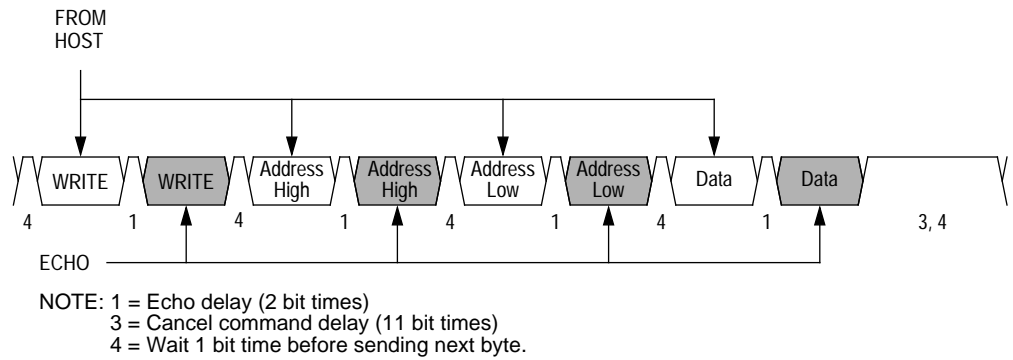 FROM
HOST
WRITE
WRITE
Address
High
Address
High
Address
Low
Address
Low
Data
Data
4
1
4
1
4
1
4
1
3, 4
ECHO
NOTE: 1 = Echo delay (2 bit times)
3 = Cancel command delay (11 bit times)
4 = Wait 1 bit time before sending next byte.